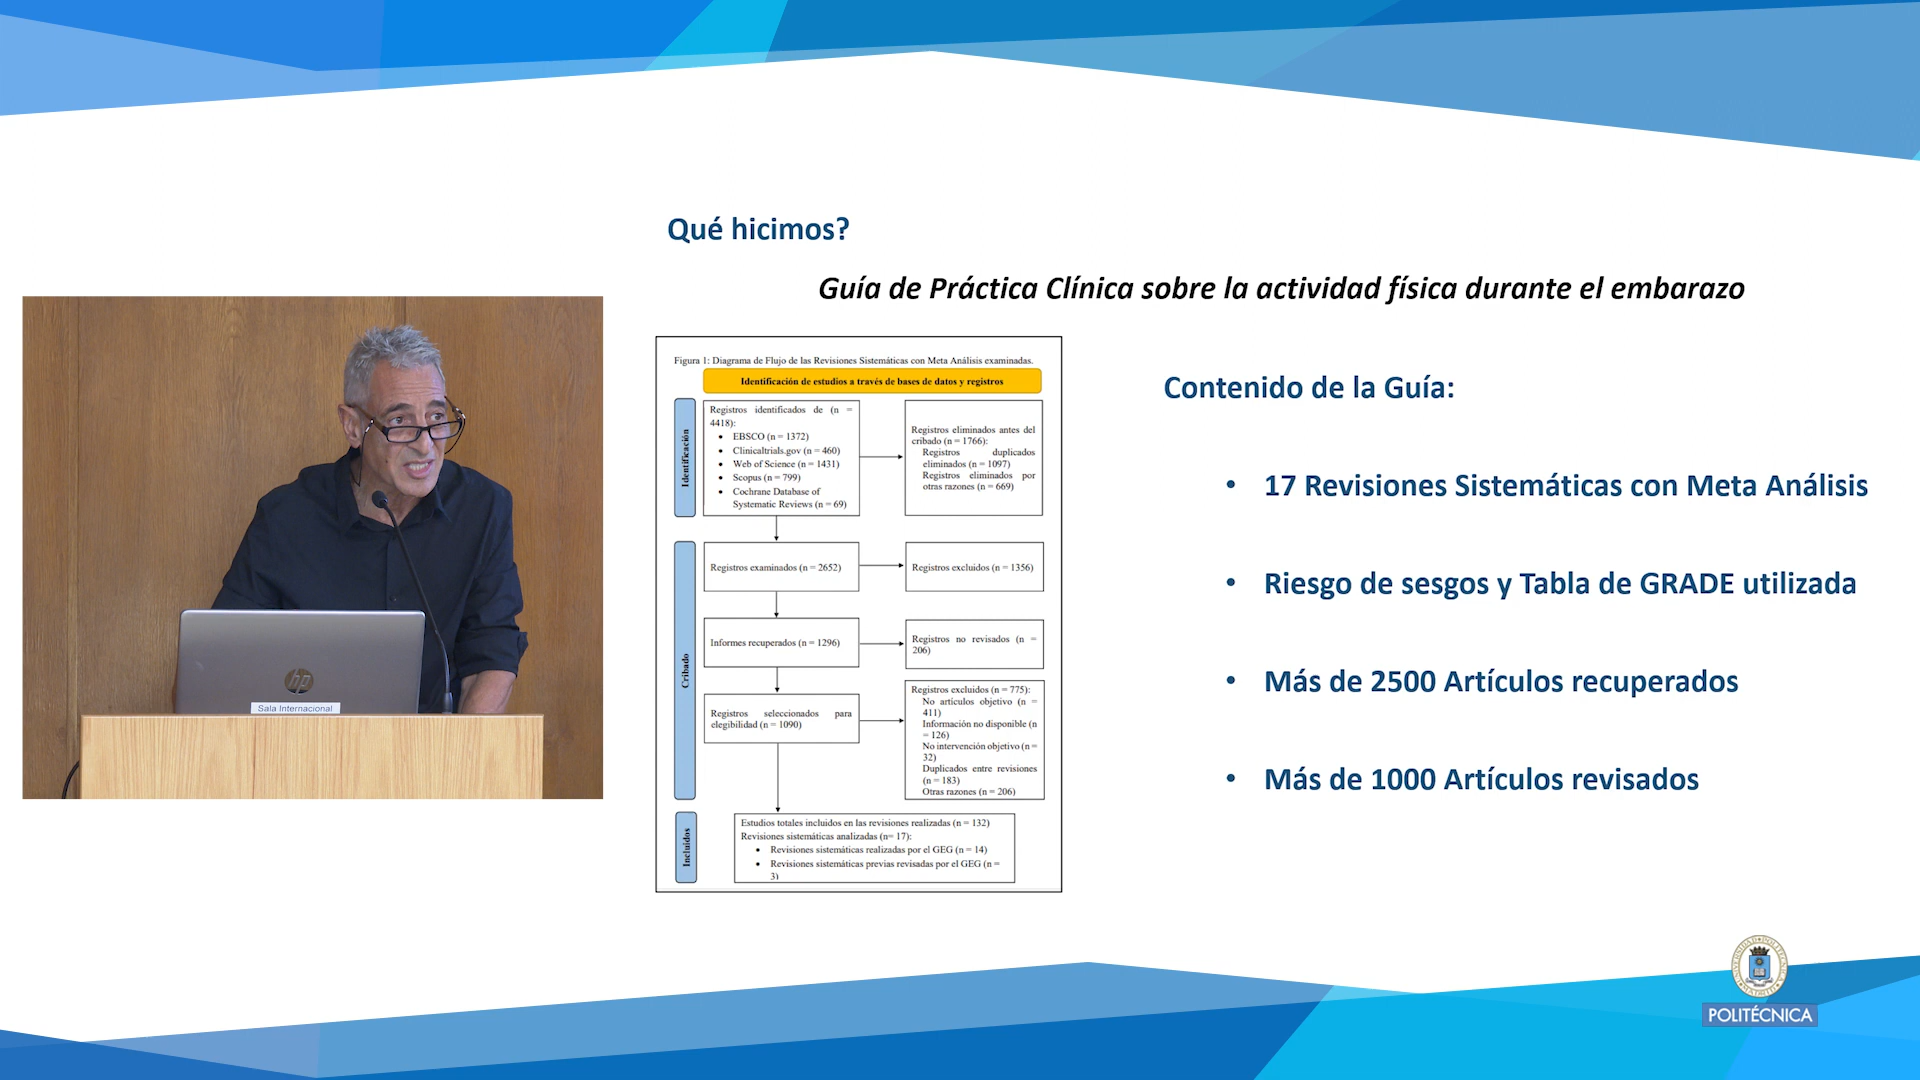 Qué hicimos?
Guía de Práctica Clínica sobre la actividad física durante el embarazo
Figura 1: Diagrama de Flujo de las Revisiones Sistemáticas con Meta Análisis examinadas.
Identificación de estudios a través de bases de datos y registros
Identificación
Registros identificados de (n =
4418):
• EBSCO (n = 1372)
• Clinicaltrials.gov (n = 460)
• Web of Science (n = 1431)
• Scopus (n = 799)
• Cochrane Database of
Systematic Reviews (n = 69)
Registros eliminados antes del
cribado (n = 1766):
Registros duplicados
eliminados (n = 1097)
Registros eliminados por
otras razones (n = 669)
Cribado
Registros examinados (n = 2652)
Registros excluidos (n = 1356)
Informes recuperados (n = 1296)
Registros no revisados (n =
206)
Registros seleccionados para
elegibilidad (n = 1090)
Registros excluidos (n = 775):
No artículos objetivo (n =
411)
Información no disponible (n
= 126)
No intervención objetivo (n =
32)
Duplicados entre revisiones
(n = 183)
Otras razones (n = 206)
Incluidos
Estudios totales incluidos en las revisiones realizadas (n = 132)
Revisiones sistemáticas analizadas (n= 17):
• Revisiones sistemáticas realizadas por el GEG (n = 14)
• Revisiones sistemáticas previas revisadas por el GEG (n =
3)
Contenido de la Guía:
• 17 Revisiones Sistemáticas con Meta Análisis
• Riesgo de sesgos y Tabla de GRADE utilizada
• Más de 2500 Artículos recuperados
• Más de 1000 Artículos revisados
hp
Sala Internacional
POLITÉCNICA